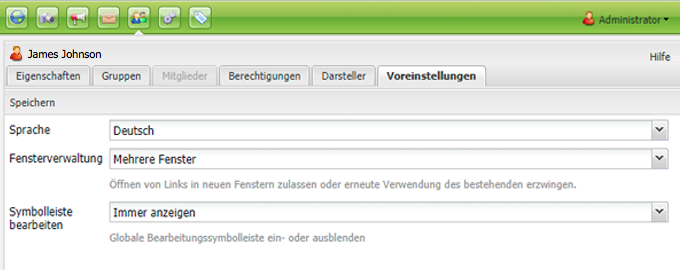 Administrator
James Johnson
Hilfe
Eigenschaften Gruppen Mitglieder Berechtigungen Darsteller Voreinstellungen
Speichern
Sprache Deutsch
Fensterverwaltung Mehrere Fenster
Öffnen von Links in neuen Fenstern zulassen oder erneute Verwendung des bestehenden erzwingen.
Symbolleiste Immer anzeigen
bearbeiten
Globale Bearbeitungssymbolleiste ein- oder ausblenden